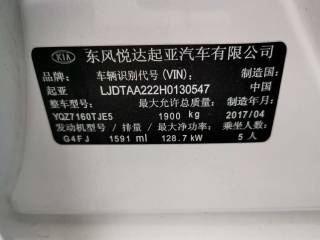 KIA 东风悦达起亚汽车有限公司
品牌: 车辆识别代号(VIN): 制造国:
起亚 LJDTAA222H0130547 中国
整车型号: 最大允许总质量: 制造年月:
YQZ7160TJE5 1900 kg 2017/04
发动机型号/排量/最大净功率: 乘坐人数:
G4FJ 1591 ml 128.7 kW 5 人